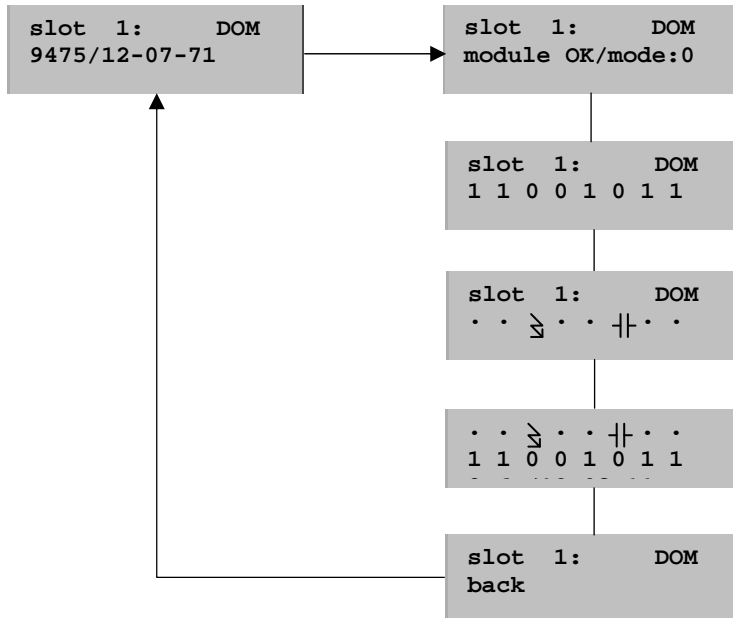 slot 1: DOM
9475/12-07-71
slot 1: DOM
module OK/mode:0
slot 1: DOM
1 1 0 0 1 0 1 1
slot 1: DOM
· · · · · ·
· · · · · ·
1 1 0 0 1 0 1 1
slot 1: DOM
back